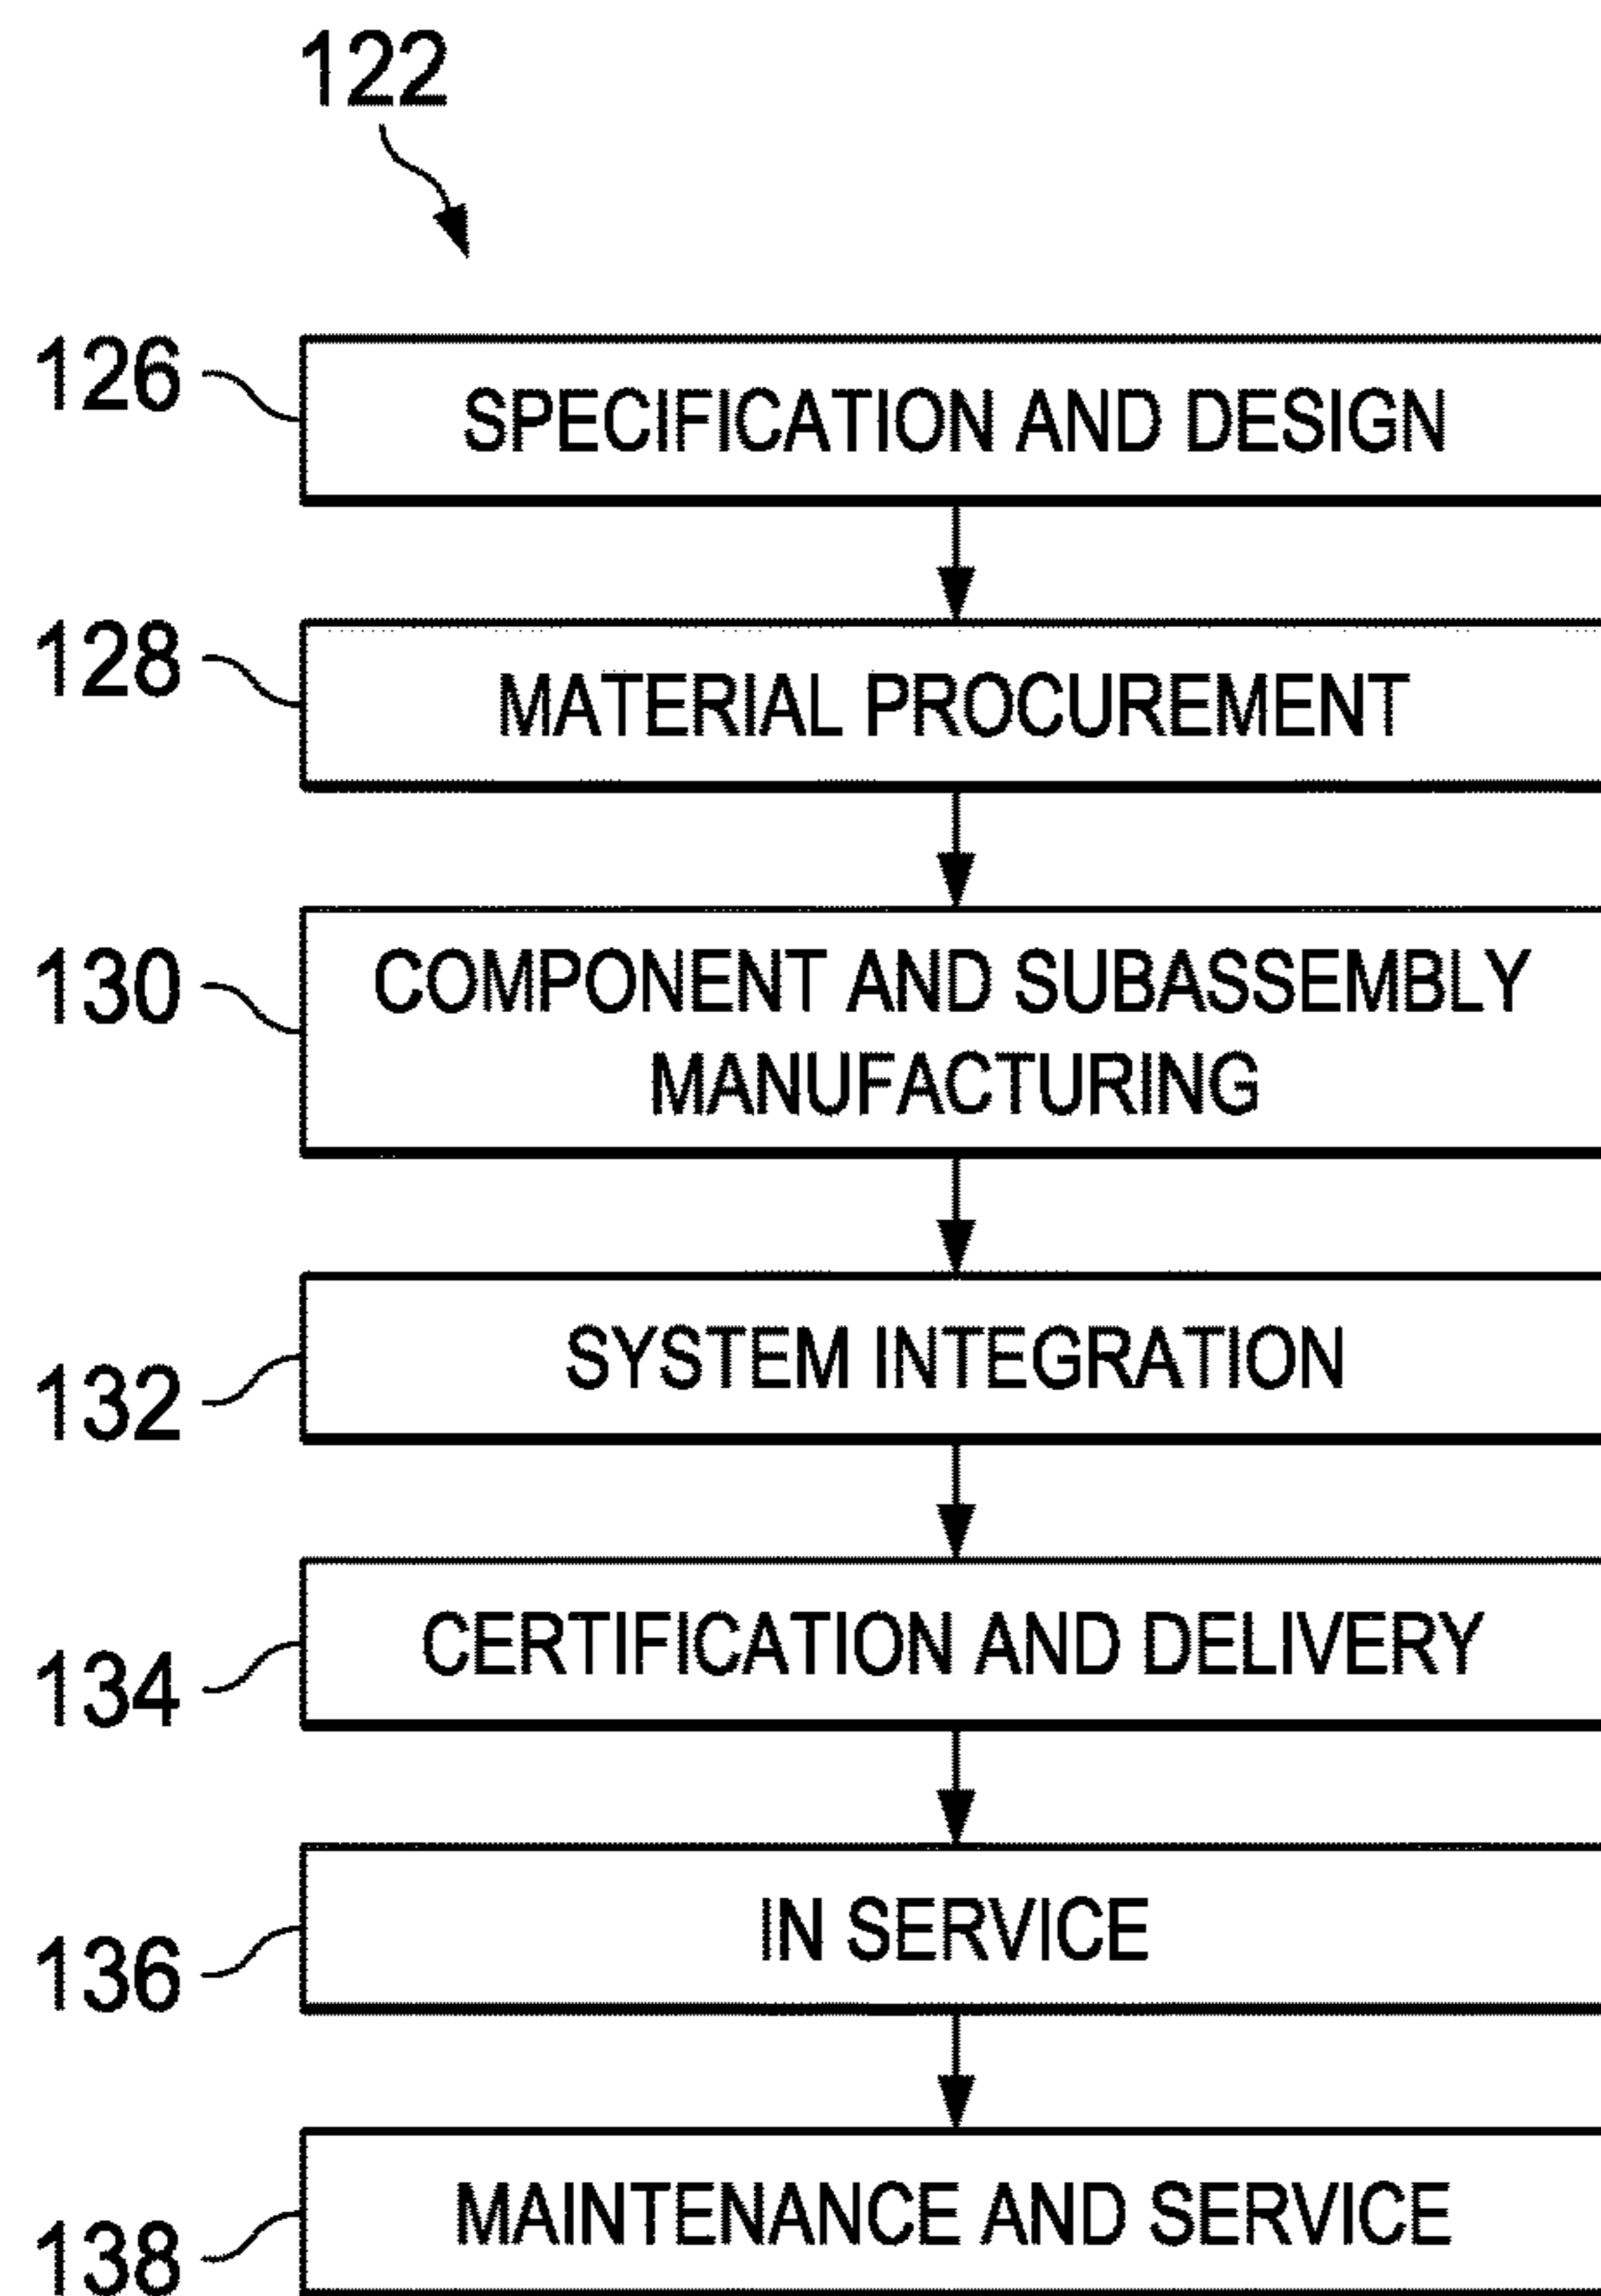 122
126
SPECIFICATION AND DESIGN
128
MATERIAL PROCUREMENT
130
COMPONENT AND SUBASSEMBLY
MANUFACTURING
132
SYSTEM INTEGRATION
134
CERTIFICATION AND DELIVERY
136
IN SERVICE
138
MAINTENANCE AND SERVICE